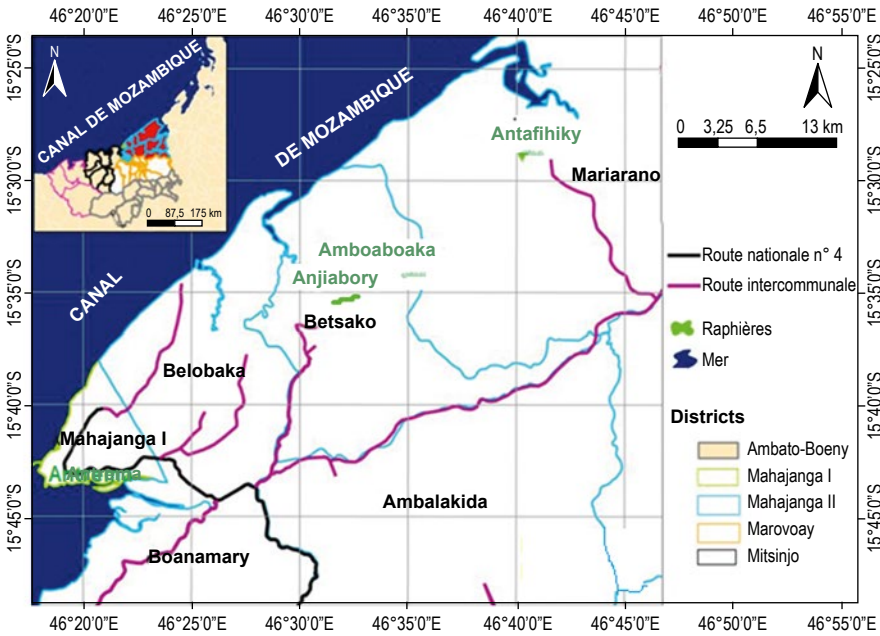 46°20'0"E 46°25'0"E 46°30'0"E 46°35'0"E 46°40'0"E 46°45'0"E 46°50'0"E 46°55'0"E
15°25'0"S
15°30'0"S
15°35'0"S
15°40'0"S
15°45'0"S
N
CANAL DE MOZAMBIQUE
0 87,5 175 km
CANAL
DE MOZAMBIQUE
N
0 3,25 6,5 13 km
Antafihiky
Mariarano
Amboaboaka
Anjiabory
Betsako
Belobaka
Mahajanga I
Ambalakida
Boanamary
Route nationale n° 4
Route intercommunale
Raphières
Mer
Districts
Ambato-Boeny
Mahajanga I
Mahajanga II
Marovoay
Mitsinjo
15°25'0"S
15°30'0"S
15°35'0"S
15°40'0"S
15°45'0"S
46°20'0"E 46°25'0"E 46°30'0"E 46°35'0"E 46°40'0"E 46°45'0"E 46°50'0"E 46°55'0"E